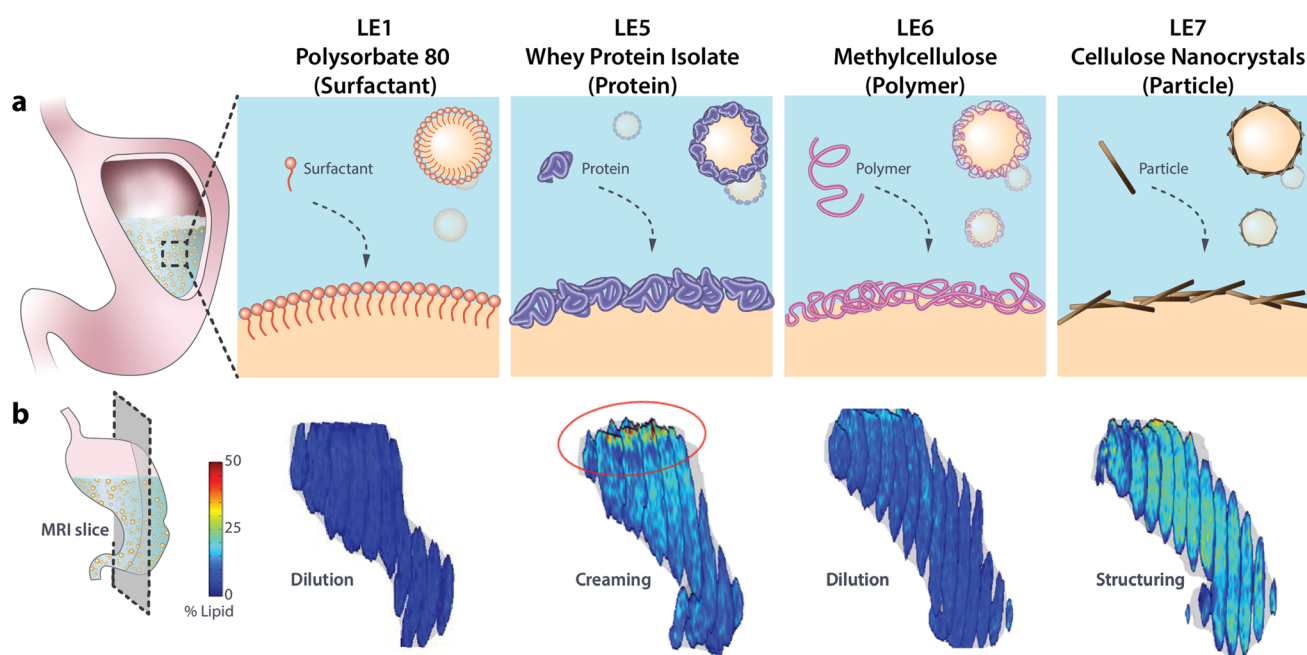 LE1
Polysorbate 80
(Surfactant)
LE5
Whey Protein Isolate
(Protein)
LE6
Methylcellulose
(Polymer)
LE7
Cellulose Nanocrystals
(Particle)
a
Surfactant
Protein
Polymer
Particle
b
MRI slice
50
25
0
% Lipid
Dilution
Creaming
Dilution
Structuring